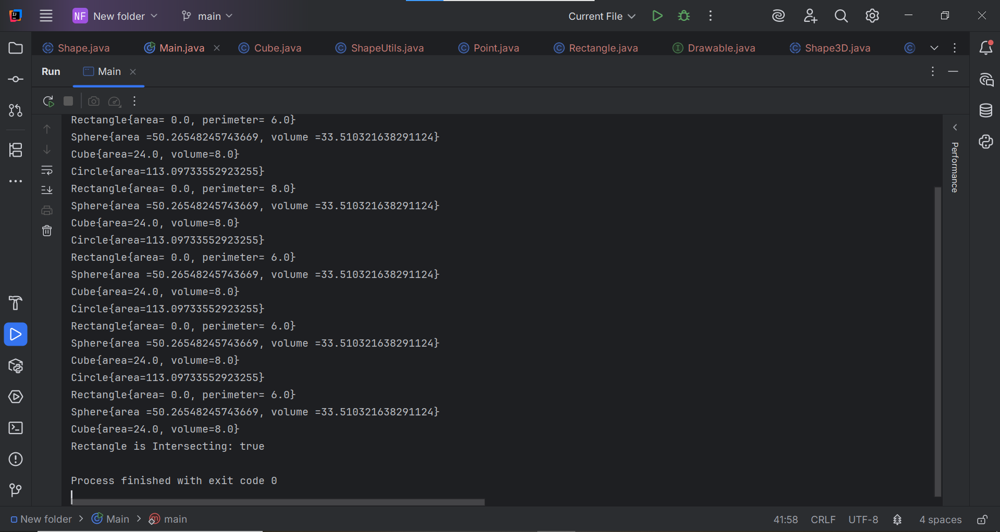 NF New folder main Current File
Shape.java Main.java Cube.java ShapeUtils.java Point.java Rectangle.java Drawable.java Shape3D.java
Run Main
Rectangle{area= 0.0, perimeter= 6.0}
Sphere{area =50.26548245743669, volume =33.510321638291124}
Cube{area=24.0, volume=8.0}
Circle{area=113.09733552923255}
Rectangle{area= 0.0, perimeter= 8.0}
Sphere{area =50.26548245743669, volume =33.510321638291124}
Cube{area=24.0, volume=8.0}
Circle{area=113.09733552923255}
Rectangle{area= 0.0, perimeter= 6.0}
Sphere{area =50.26548245743669, volume =33.510321638291124}
Cube{area=24.0, volume=8.0}
Circle{area=113.09733552923255}
Rectangle{area= 0.0, perimeter= 6.0}
Sphere{area =50.26548245743669, volume =33.510321638291124}
Cube{area=24.0, volume=8.0}
Circle{area=113.09733552923255}
Rectangle{area= 0.0, perimeter= 6.0}
Sphere{area =50.26548245743669, volume =33.510321638291124}
Cube{area=24.0, volume=8.0}
Rectangle is Intersecting: true
Process finished with exit code 0
Performance
New folder > Main > main 41:58 CRLF UTF-8 4 spaces